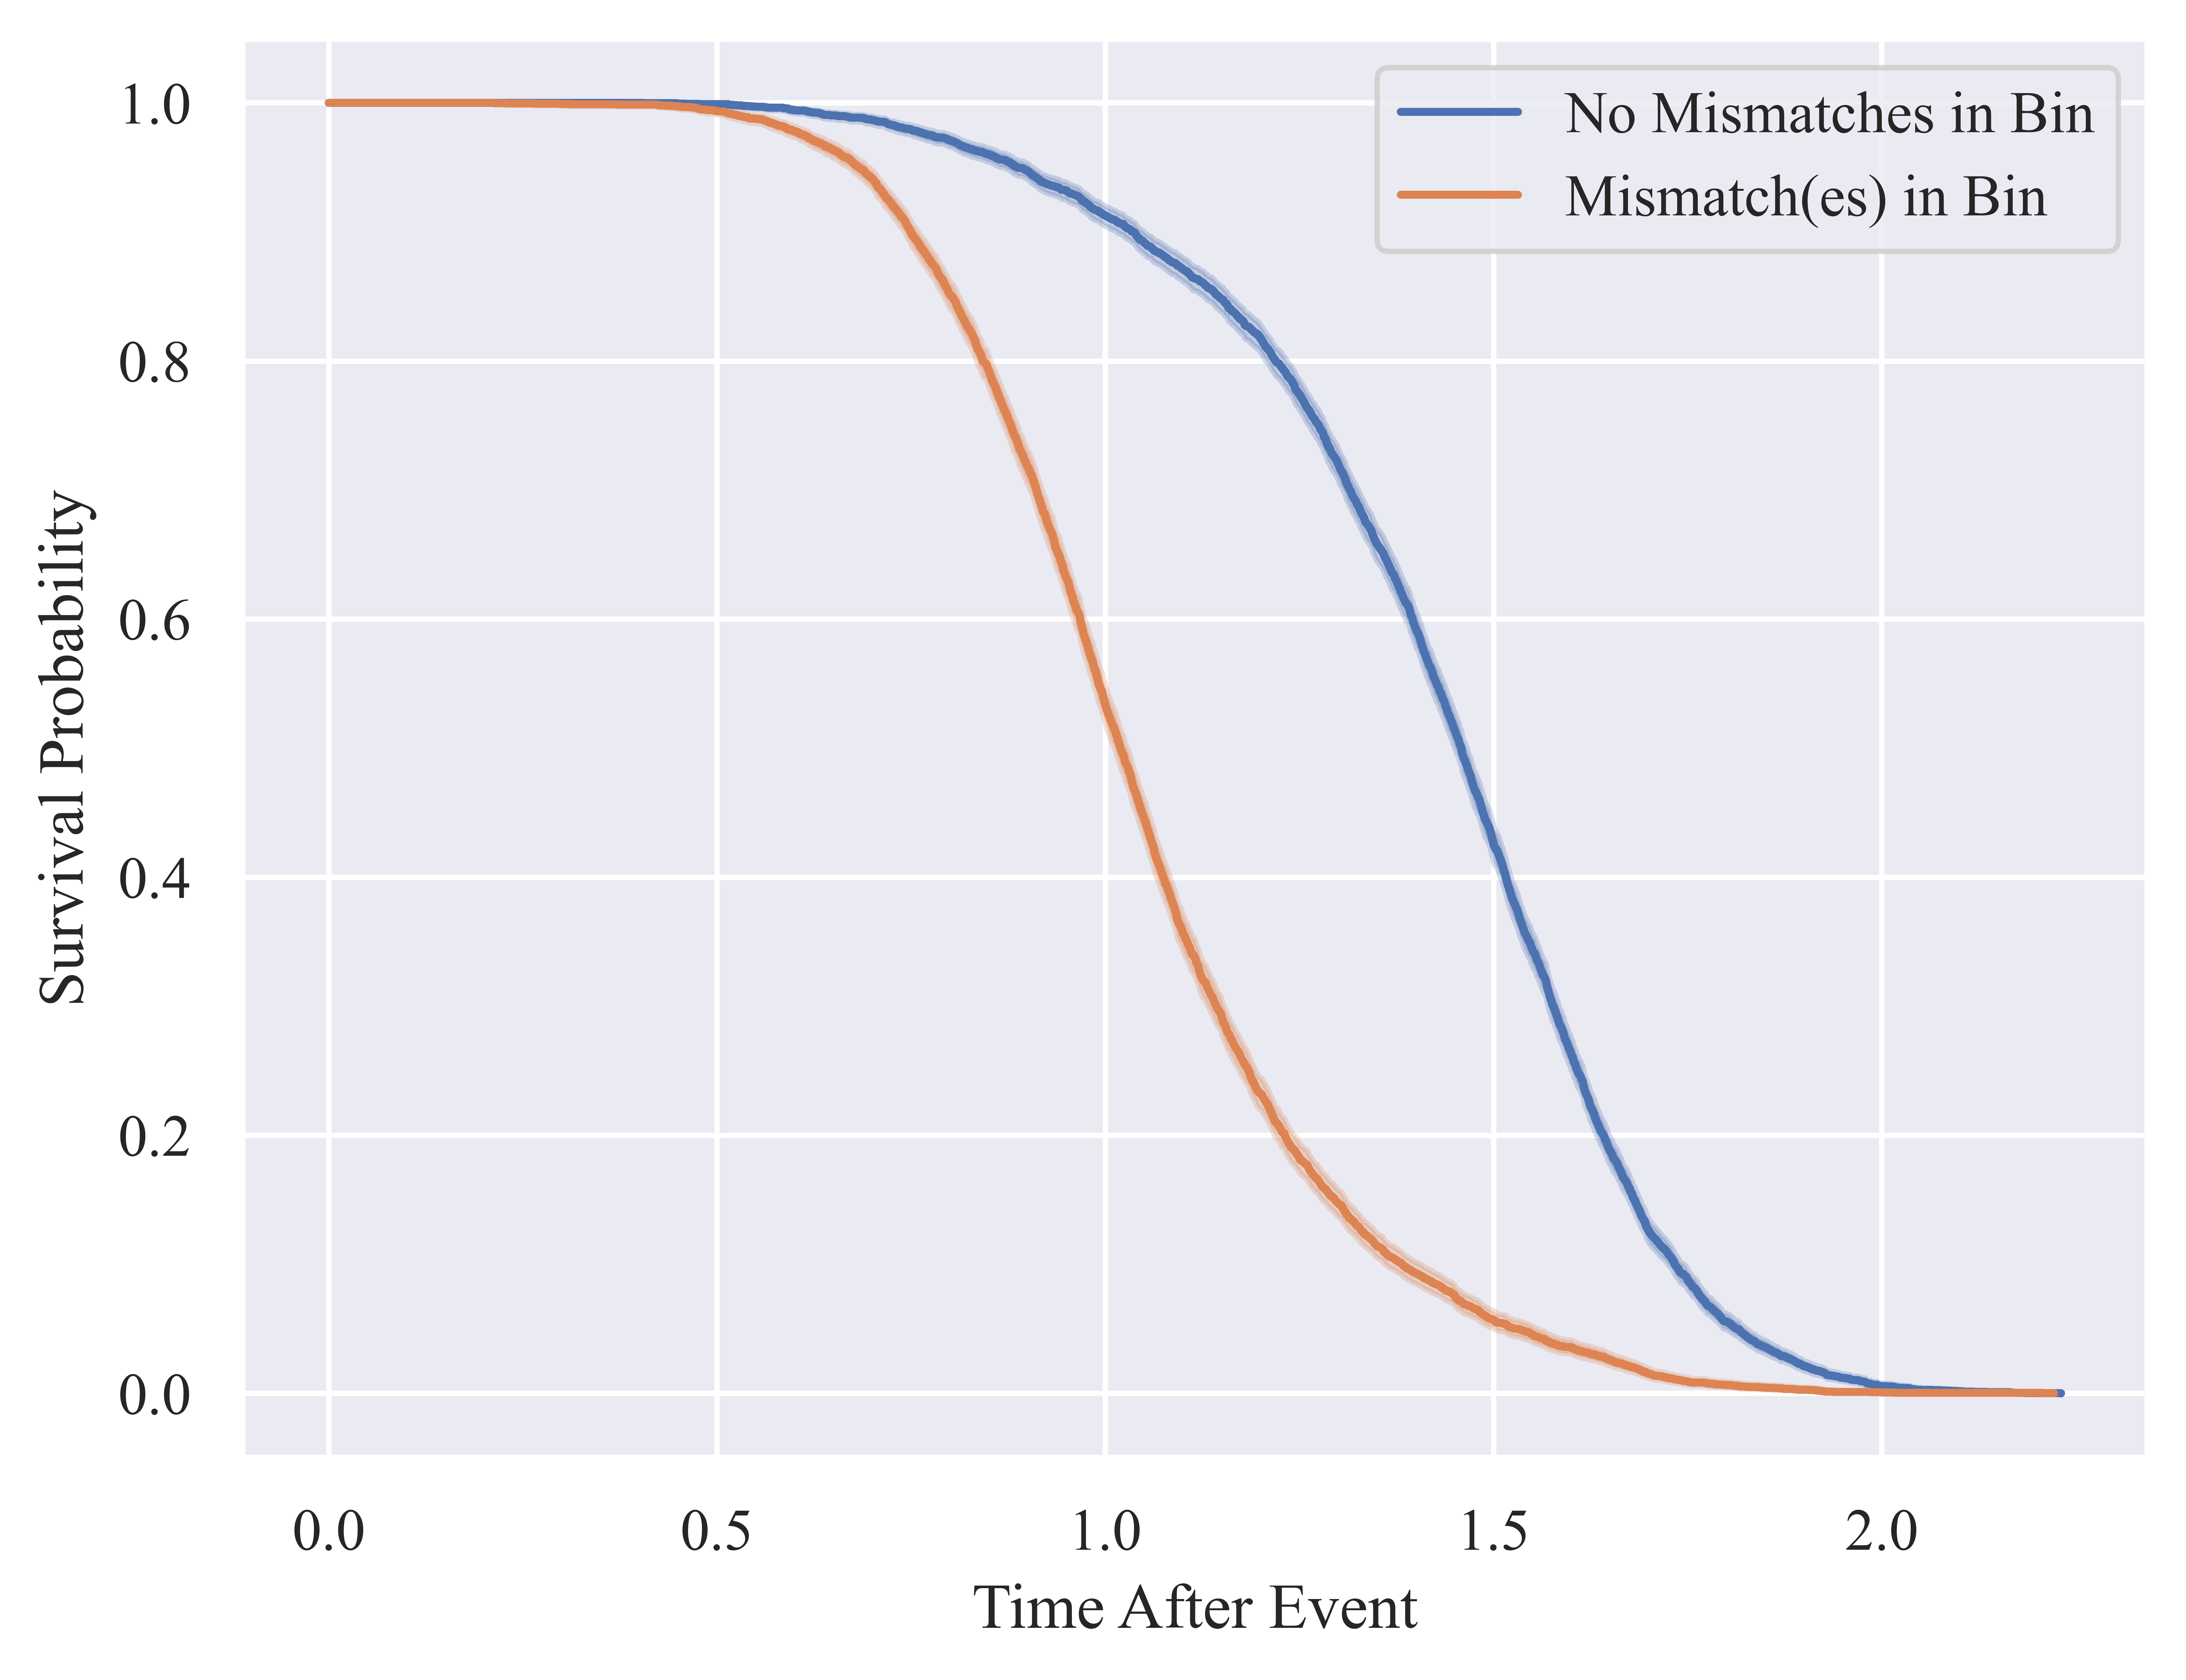 No Mismatches in Bin
Mismatch(es) in Bin
Survival Probability
1.0
0.8
0.6
0.4
0.2
0.0
0.0 0.5 1.0 1.5 2.0
Time After Event